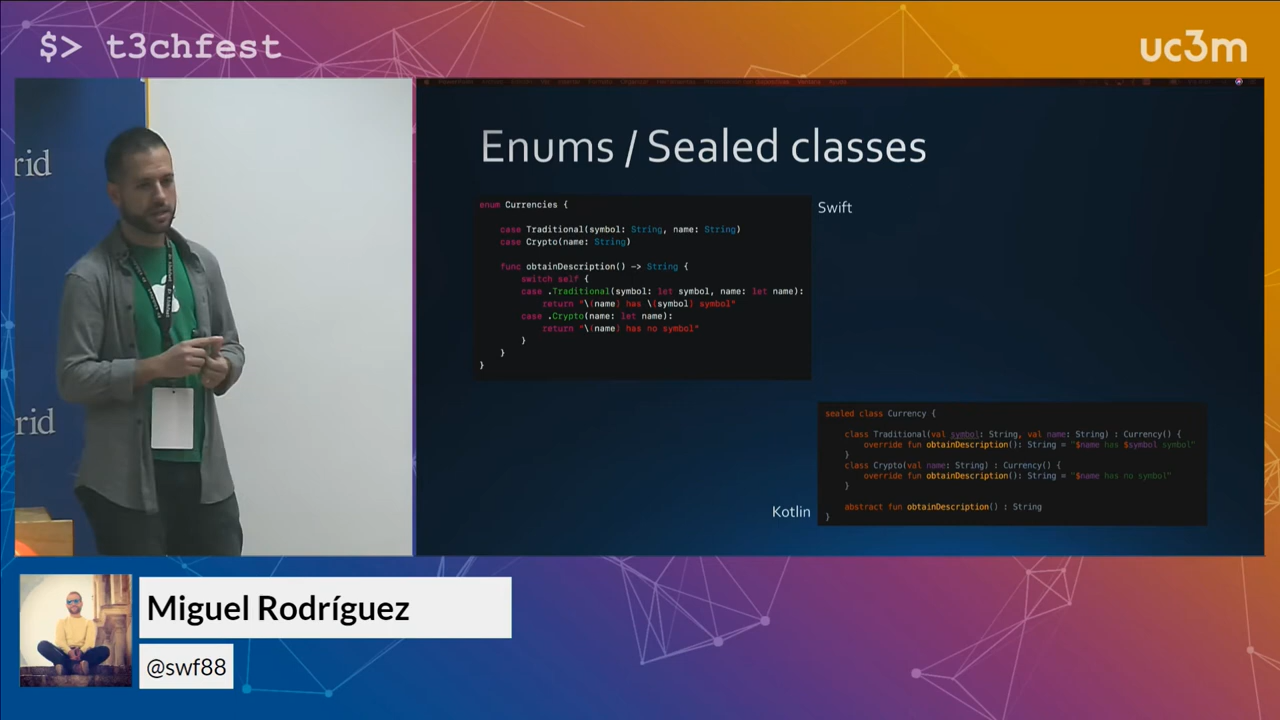 $> t3chfest
uc3m
rid
rid
Enums / Sealed classes
enum Currencies {
case Traditional(symbol: String, name: String)
case Crypto(name: String)
func obtainDescription() -> String {
switch self {
case .Traditional(symbol: let symbol, name: let name):
return "\(name) has \(symbol) symbol"
case .Crypto(name: let name):
return "\(name) has no symbol"
}
}
}
Swift
sealed class Currency {
class Traditional(val symbol: String, val name: String) : Currency() {
override fun obtainDescription(): String = "$name has $symbol symbol"
}
class Crypto(val name: String) : Currency() {
override fun obtainDescription(): String = "$name has no symbol"
}
abstract fun obtainDescription() : String
}
Kotlin
Miguel Rodríguez
@swf88